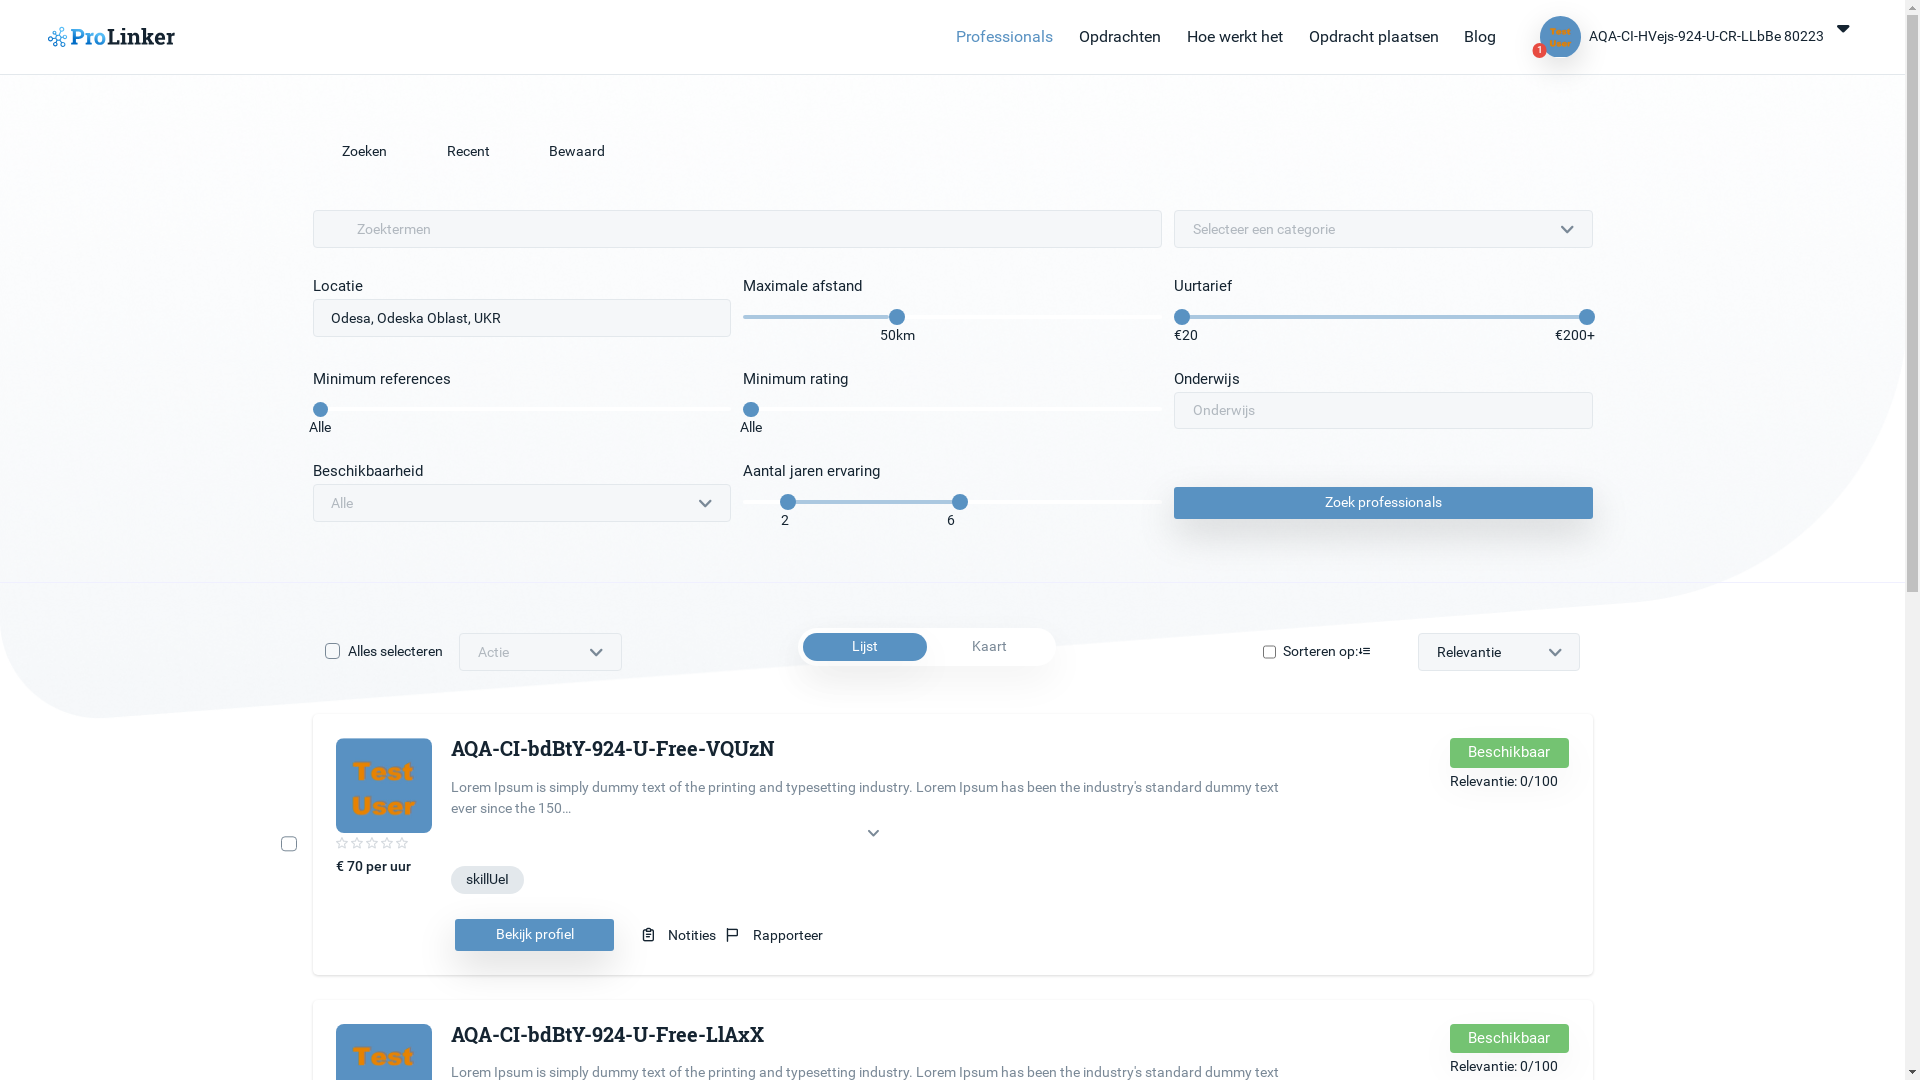 ProLinker
Professionals
Opdrachten
Hoe werkt het
Opdracht plaatsen
Blog
Test
User
1
AQA-CI-HVejs-924-U-CR-LLbBe 80223
Zoeken
Recent
Bewaard
Zoektermen
Selecteer een categorie
Locatie
Odesa, Odeska Oblast, UKR
Maximale afstand
50km
Uurtarief
€20
€200+
Minimum references
Alle
Minimum rating
Alle
Onderwijs
Onderwijs
Beschikbaarheid
Alle
Aantal jaren ervaring
2
6
Zoek professionals
Alles selecteren
Actie
Lijst
Kaart
Sorteren op:
Relevantie
Test
User
€ 70 per uur
AQA-CI-bdBtY-924-U-Free-VQUzN
Lorem Ipsum is simply dummy text of the printing and typesetting industry. Lorem Ipsum has been the industry's standard dummy text
ever since the 150...
skillUeI
Bekijk profiel
Notities
Rapporteer
Beschikbaar
Relevantie: 0/100
Test
AQA-CI-bdBtY-924-U-Free-LlAxX
Lorem Ipsum is simply dummy text of the printing and typesetting industry. Lorem Ipsum has been the industry's standard dummy text
Beschikbaar
Relevantie: 0/100